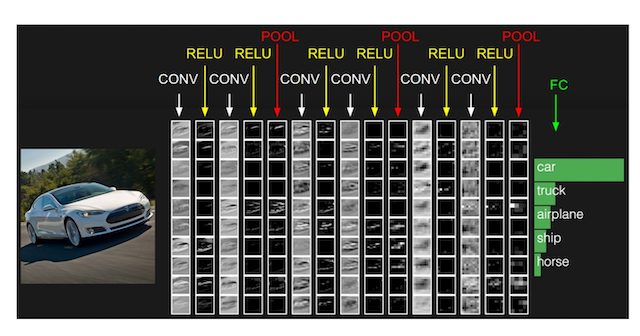 POOL POOL POOL
RELU RELU RELU RELU RELU RELU
CONV CONV CONV CONV CONV CONV
FC
car
truck
airplane
ship
horse